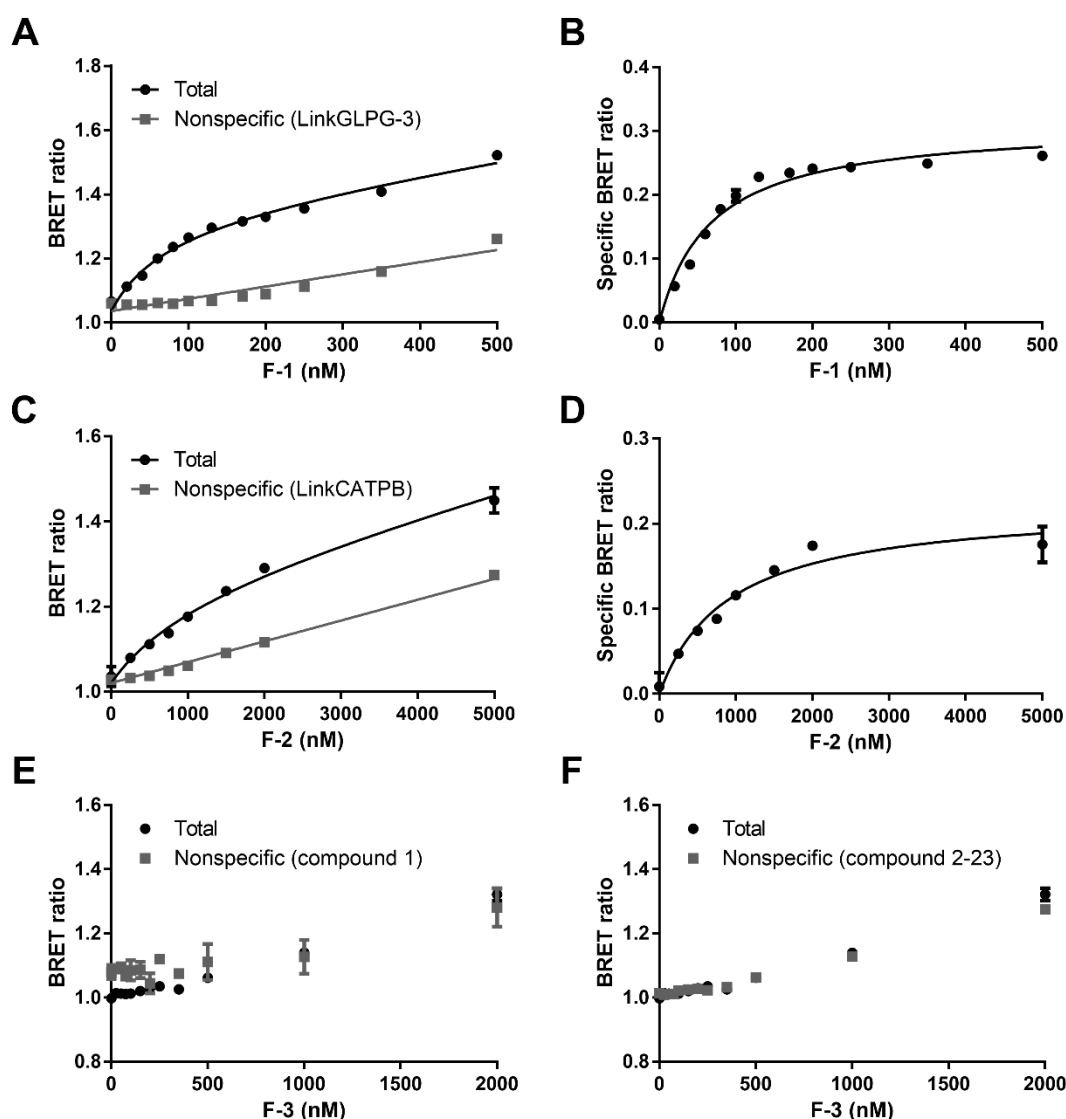 A
BRET ratio
1.8
1.6
1.4
1.2
1.0
Total
Nonspecific (LinkGLPG-3)
0 100 200 300 400 500
F-1 (nM)
B
Specific BRET ratio
0.4
0.3
0.2
0.1
0.0
0 100 200 300 400 500
F-1 (nM)
C
BRET ratio
1.6
1.4
1.2
1.0
Total
Nonspecific (LinkCATPB)
0 1000 2000 3000 4000 5000
F-2 (nM)
D
Specific BRET ratio
0.3
0.2
0.1
0.0
0 1000 2000 3000 4000 5000
F-2 (nM)
E
BRET ratio
1.6
1.4
1.2
1.0
0.8
Total
Nonspecific (compound 1)
0 500 1000 1500 2000
F-3 (nM)
F
BRET ratio
1.6
1.4
1.2
1.0
0.8
Total
Nonspecific (compound 2-23)
0 500 1000 1500 2000
F-3 (nM)